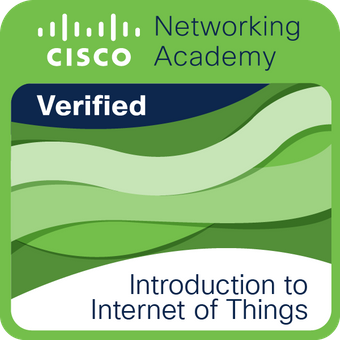 CISCO
Networking
Academy
Verified
Introduction to
Internet of Things